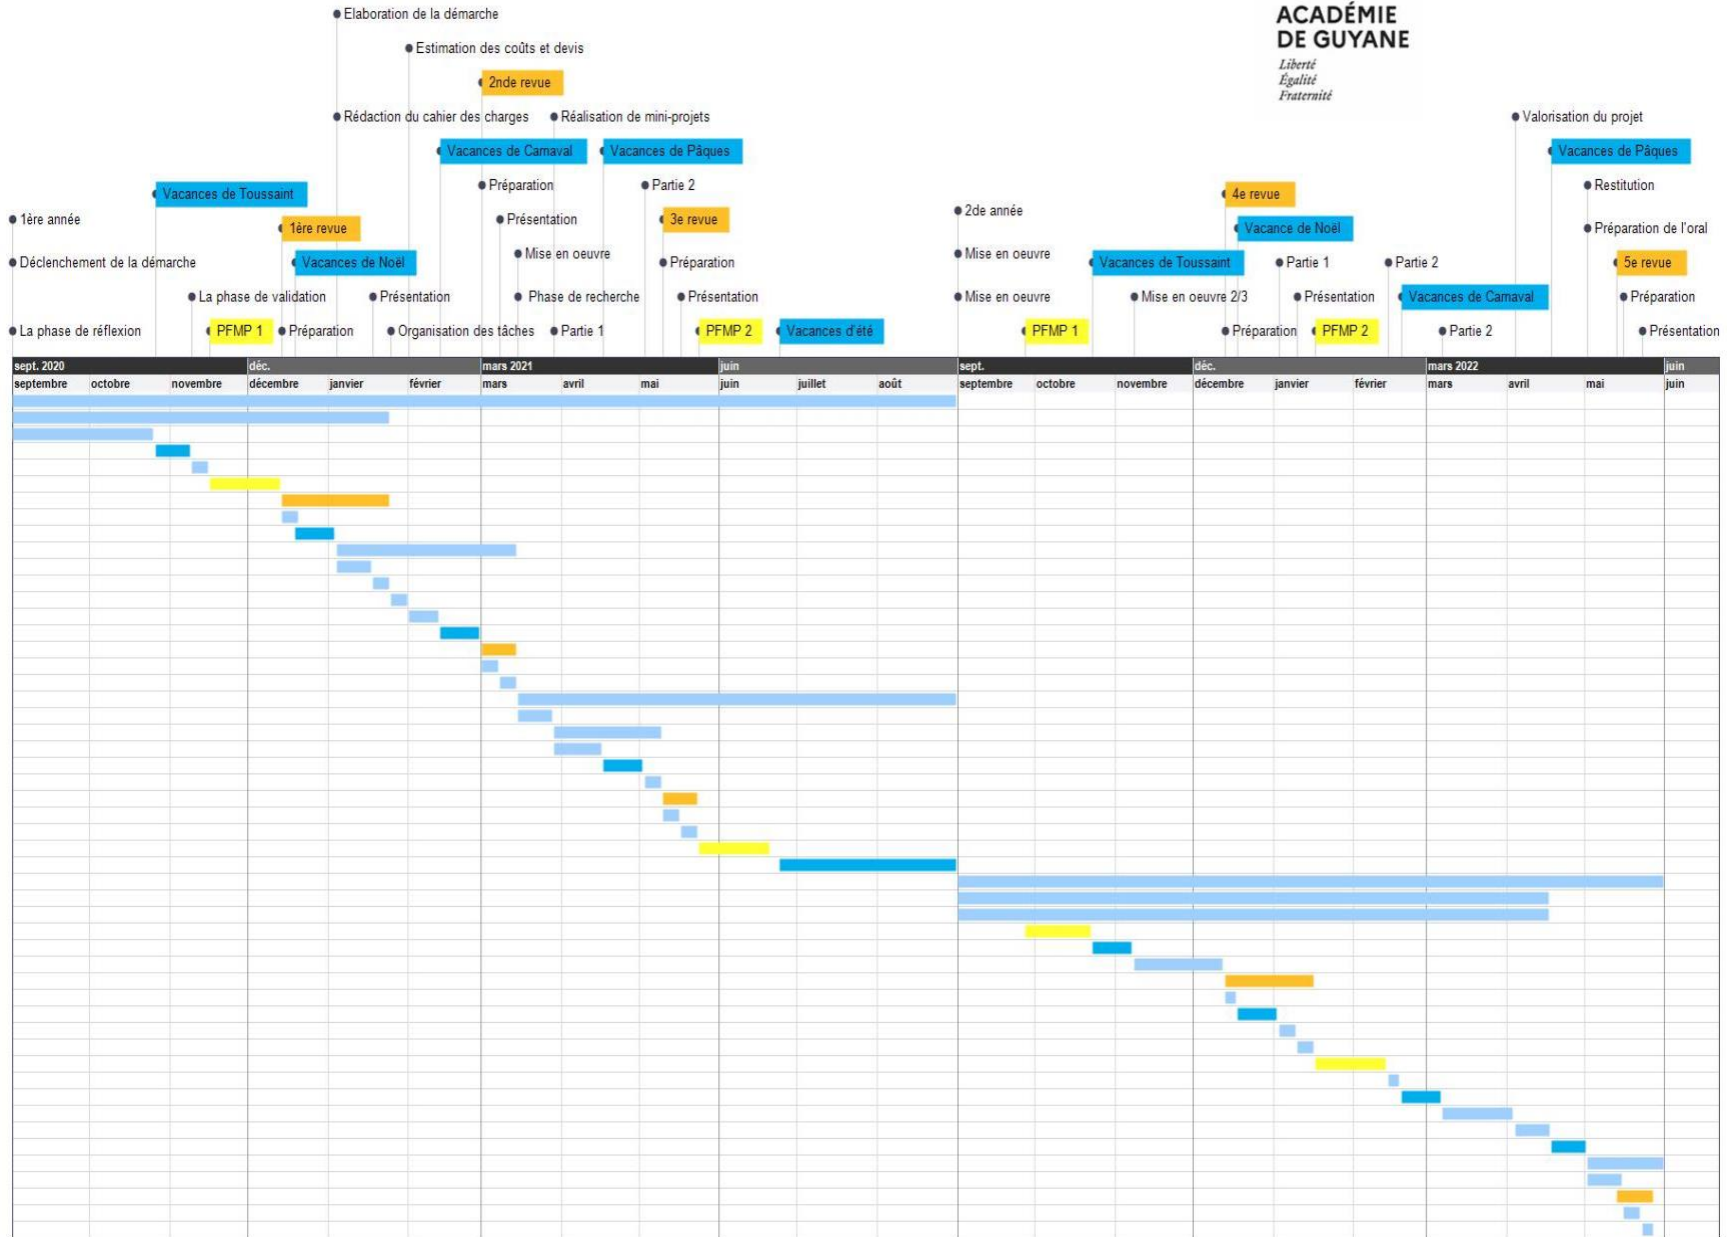 Elaboration de la démarche
ACADÉMIE
DE GUYANE
Liberté
Égalité
Fraternité
Estimation des coûts et devis
2nde revue
Rédaction du cahier des charges
Réalisation de mini-projets
Valorisation du projet
Vacances de Carnaval
Vacances de Pâques
Vacances de Pâques
Vacances de Toussaint
Préparation
Partie 2
4e revue
Restitution
1ère année
1ère revue
Présentation
3e revue
2de année
Vacance de Noël
Préparation de l'oral
Déclenchement de la démarche
Vacances de Noël
Mise en oeuvre
Préparation
Mise en oeuvre
Vacances de Toussaint
Partie 1
Partie 2
5e revue
La phase de validation
Présentation
Phase de recherche
Présentation
Mise en oeuvre
Mise en oeuvre 2/3
Présentation
Vacances de Carnaval
Préparation
La phase de réflexion
PFMP 1
Préparation
Organisation des tâches
Partie 1
PFMP 2
Vacances d'été
PFMP 1
Préparation
PFMP 2
Partie 2
Présentation
sept. 2020 déc. mars 2021 juin sept. déc. mars 2022 juin
septembre octobre novembre décembre janvier février mars avril mai juin juillet août septembre octobre novembre décembre janvier février mars avril mai juin